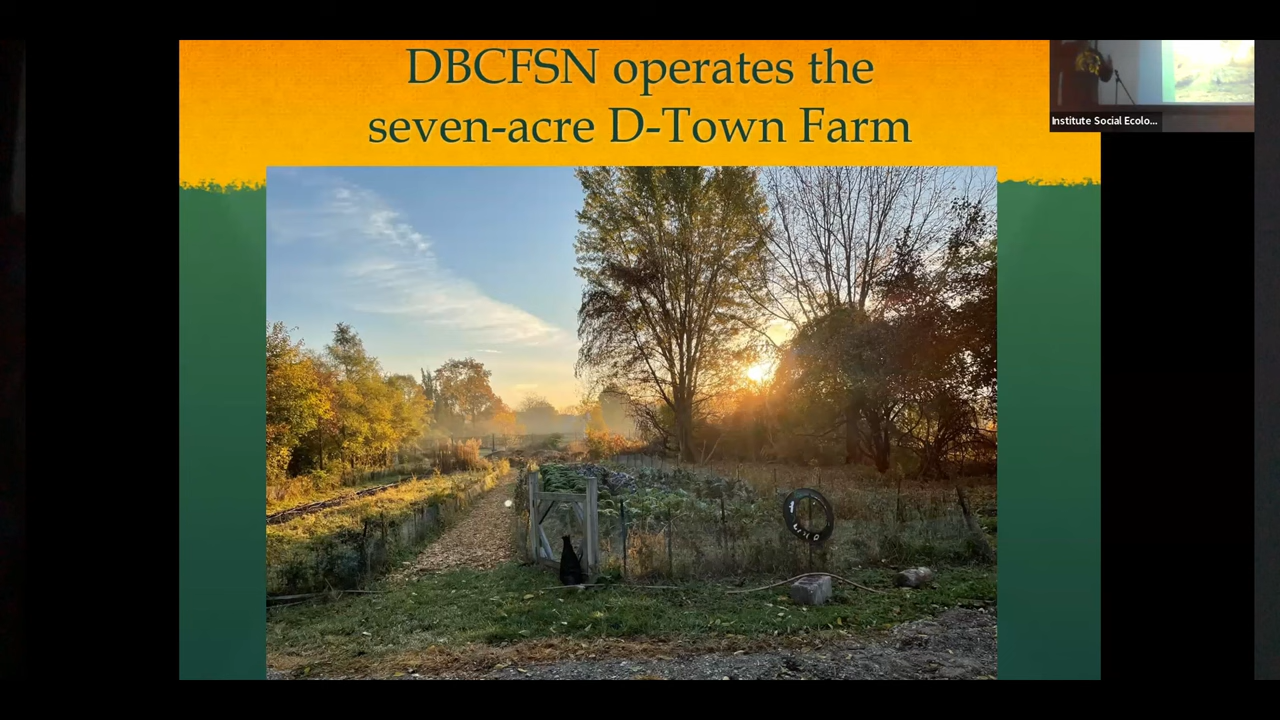 DBCFSN operates the
seven-acre D-Town Farm
Institute Social Ecolo...